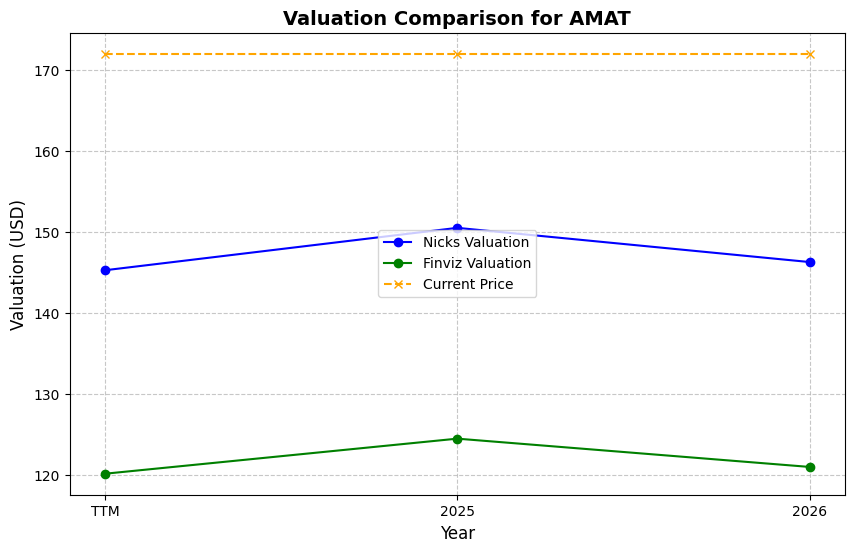 Valuation Comparison for AMAT
Valuation (USD)
170
160
150
140
130
120
Nicks Valuation
Finviz Valuation
Current Price
TTM
2025
2026
Year